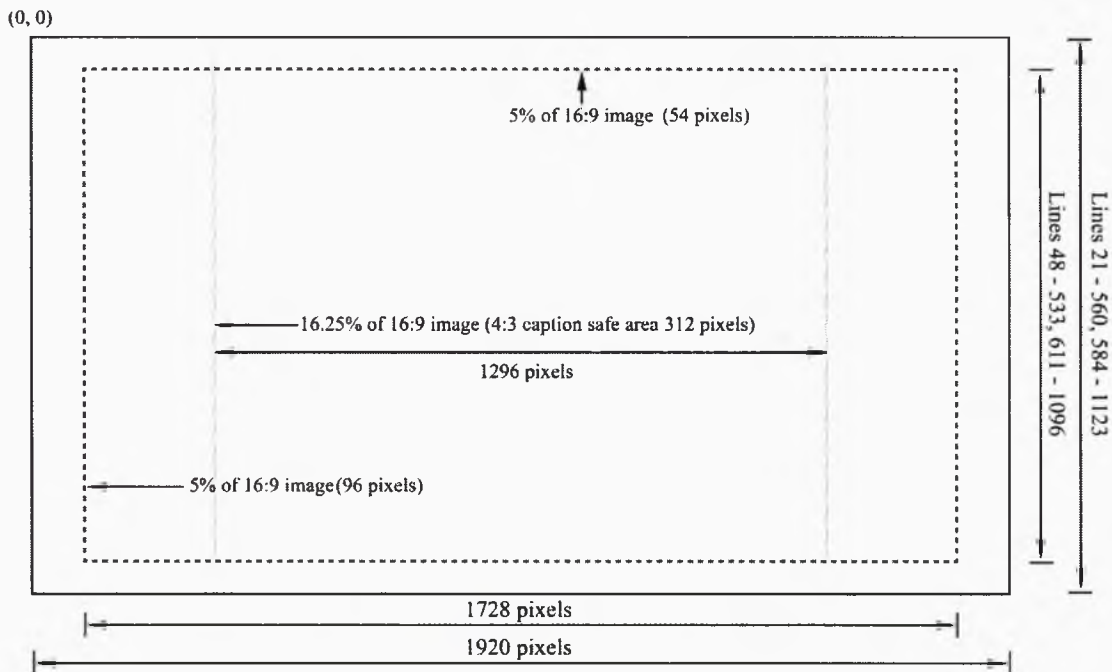 (0, 0)
5% of 16:9 image (54 pixels)
16.25% of 16:9 image (4:3 caption safe area 312 pixels)
1296 pixels
5% of 16:9 image(96 pixels)
1728 pixels
1920 pixels
Lines 48 - 533, 611 - 1096
Lines 21 - 560, 584 - 1123